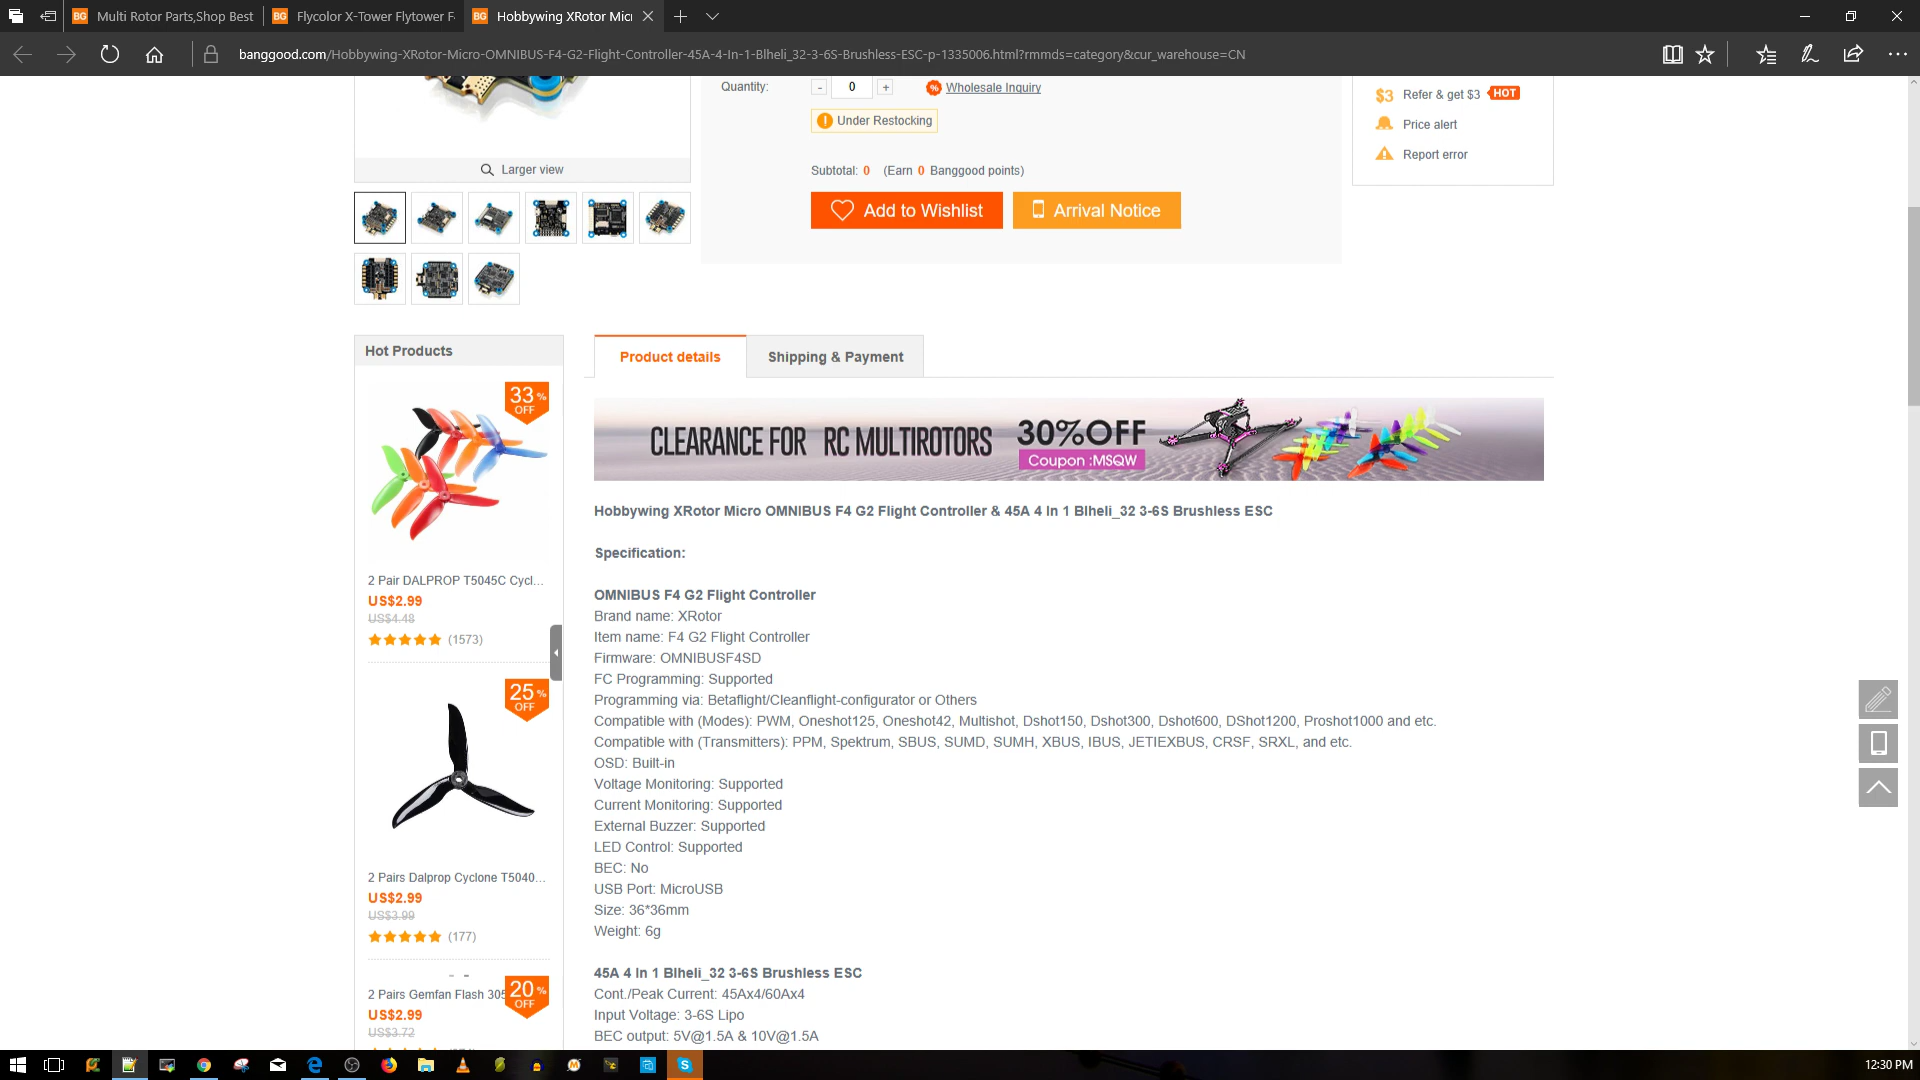 Multi Rotor Parts,Shop Best
Flycolor X-Tower Flytower F
Hobbywing XRotor Mic
banggood.com/Hobbywing-XRotor-Micro-OMNIBUS-F4-G2-Flight-Controller-45A-4-In-1-Blheli_32-3-6S-Brushless-ESC-p-1335006.html?rmmds=category&cur_warehouse=CN
Quantity:
-
0
+
% Wholesale Inquiry
! Under Restocking
Subtotal: 0 (Earn 0 Banggood points)
Add to Wishlist
Arrival Notice
$3 Refer & get $3 HOT
Price alert
Report error
Larger view
Hot Products
33% OFF
2 Pair DALPROP T5045C Cycl...
US$2.99
US$4.48
(1573)
25% OFF
2 Pairs Dalprop Cyclone T5040...
US$2.99
US$3.99
(177)
20% OFF
2 Pairs Gemfan Flash 305
US$2.99
US$3.72
Product details
Shipping & Payment
CLEARANCE FOR RC MULTIROTORS 30%OFF
Coupon :MSQW
Hobbywing XRotor Micro OMNIBUS F4 G2 Flight Controller & 45A 4 In 1 Blheli_32 3-6S Brushless ESC
Specification:
OMNIBUS F4 G2 Flight Controller
Brand name: XRotor
Item name: F4 G2 Flight Controller
Firmware: OMNIBUSF4SD
FC Programming: Supported
Programming via: Betaflight/Cleanflight-configurator or Others
Compatible with (Modes): PWM, Oneshot125, Oneshot42, Multishot, Dshot150, Dshot300, Dshot600, DShot1200, Proshot1000 and etc.
Compatible with (Transmitters): PPM, Spektrum, SBUS, SUMD, SUMH, XBUS, IBUS, JETIEXBUS, CRSF, SRXL, and etc.
OSD: Built-in
Voltage Monitoring: Supported
Current Monitoring: Supported
External Buzzer: Supported
LED Control: Supported
BEC: No
USB Port: MicroUSB
Size: 36*36mm
Weight: 6g
45A 4 In 1 Blheli_32 3-6S Brushless ESC
Cont./Peak Current: 45Ax4/60Ax4
Input Voltage: 3-6S Lipo
BEC output: 5V@1.5A & 10V@1.5A
12:30 PM